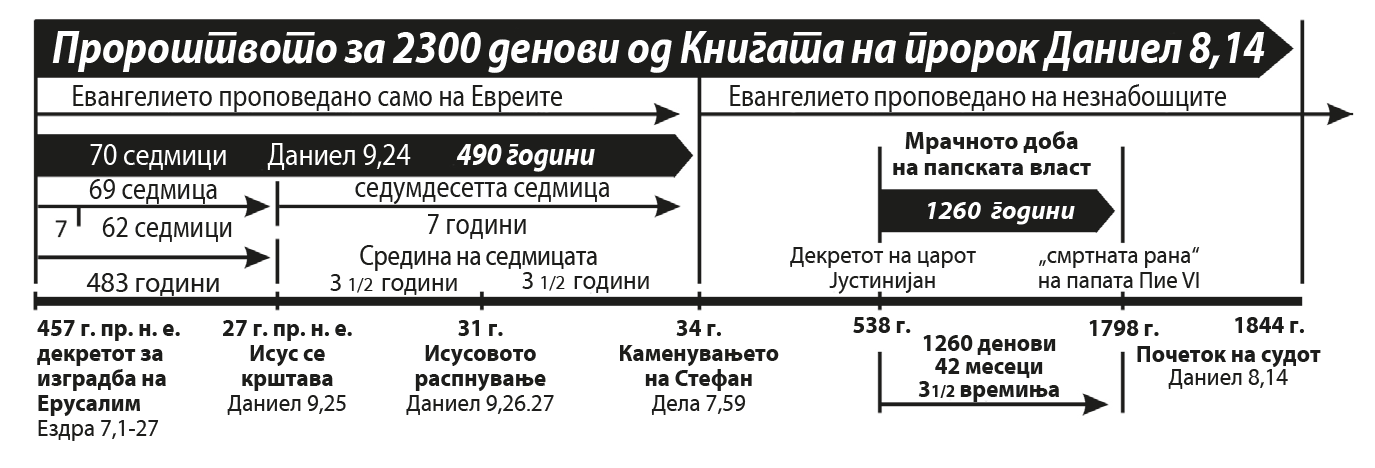 Пророштвото за 2300 денови од Книгата на пророк Даниел 8,14
Евангелието проповедано само на Евреите
Евангелието проповедано на незнабошците
70 седмици Даниел 9,24 490 години
69 седмица
седумдесетта седмица
7 62 седмици
7 години
483 години
Средина на седмицата
3 1/2 години
3 1/2 години
Мрачното доба
на папската власт
1260 години
Декретот на царот
Јустинијан
„смртната рана“
на папата Пие VI
457 г. пр. н. е.
декретот за
изградба на
Ерусалим
Ездра 7,1-27
27 г. пр. н. е.
Исус се
крштава
Даниел 9,25
31 г.
Исусовото
распнување
Даниел 9,26.27
34 г.
Каменувањето
на Стефан
Дела 7,59
538 г.
1260 денови
42 месеци
3 1/2 времиња
1798 г.
1844 г.
Почеток на судот
Даниел 8,14